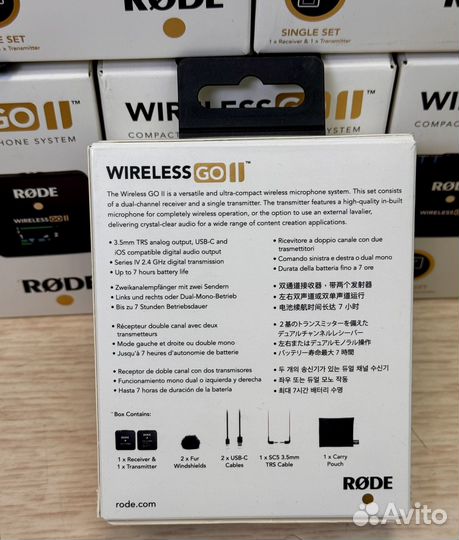 RØDE
SINGLE SET
1 x Receiver & 1 x Transmitter
RØDE
SINGLE SET
WIRELESS GO II™
RØDE
WIRELESS GO II
RØDE
WIRELESS GO II™
The Wireless GO II is a versatile and ultra-compact wireless microphone system. This set consists
of a dual-channel receiver and a single transmitter. The transmitter features a high-quality in-built
microphone for completely wireless operation, or the option to use an external lavalier,
delivering crystal-clear audio for a wide range of content creation applications.
• 3.5mm TRS analog output, USB-C and
iOS compatible digital audio output
• Series IV 2.4 GHz digital transmission
• Up to 7 hours battery life
• Zweikanalempfänger mit zwei Sendern
• Links und rechts oder Dual-Mono-Betrieb
• Bis zu 7 Stunden Betriebsdauer
• Récepteur double canal avec deux
transmetteurs
• Mode gauche et droite ou double mono
• Jusqu'à 7 heures d'autonomie de batterie
• Receptor de doble canal con dos transmisores
• Funcionamiento mono dual o izquierda y derecha
• Hasta 7 horas de duración de la batería
• Ricevitore a doppio canale con due
trasmettitori
• Comando sinistra e destra o dual mono
• Durata della batteria fino a 7 ore
• 双通道接收器，带两个发射器
• 左右双声道或双单声道运行
• 电池续航时间长达 7 小时
• 2 基のトランスミッターを備えた
デュアルチャンネルレシーバー
• 左右またはデュアルモノラル操作
• バッテリー寿命最大 7 時間
• 두 개의 송신기가 있는 듀얼 채널 수신기
• 좌우 또는 듀얼 모노 작동
• 최대 7시간 배터리 수명
Box Contains:
1 x Receiver &
1 x Transmitter
2 x Fur
Windshields
2 x USB-C
Cables
1 x SC5 3.5mm
TRS Cable
1 x Carry
Pouch
rode.com
RØDE
Avito